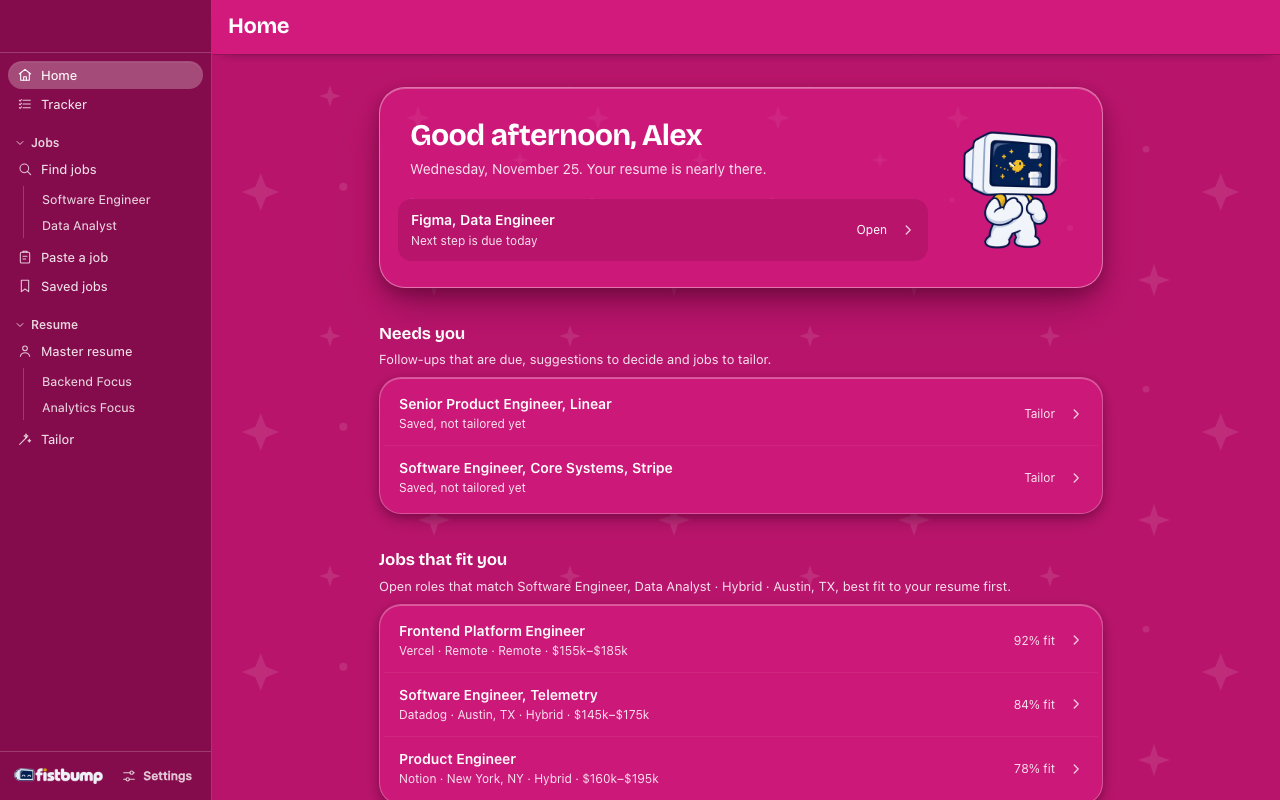 Home
Home
Tracker
Jobs
Find jobs
Software Engineer
Data Analyst
Paste a job
Saved jobs
Resume
Master resume
Backend Focus
Analytics Focus
Tailor
fistbump
Settings
Good afternoon, Alex
Wednesday, November 25. Your resume is nearly there.
Figma, Data Engineer
Next step is due today
Open
Needs you
Follow-ups that are due, suggestions to decide and jobs to tailor.
Senior Product Engineer, Linear
Saved, not tailored yet
Tailor
Software Engineer, Core Systems, Stripe
Saved, not tailored yet
Tailor
Jobs that fit you
Open roles that match Software Engineer, Data Analyst · Hybrid · Austin, TX, best fit to your resume first.
Frontend Platform Engineer
Vercel · Remote · Remote · $155k–$185k
92% fit
Software Engineer, Telemetry
Datadog · Austin, TX · Hybrid · $145k–$175k
84% fit
Product Engineer
Notion · New York, NY · Hybrid · $160k–$195k
78% fit